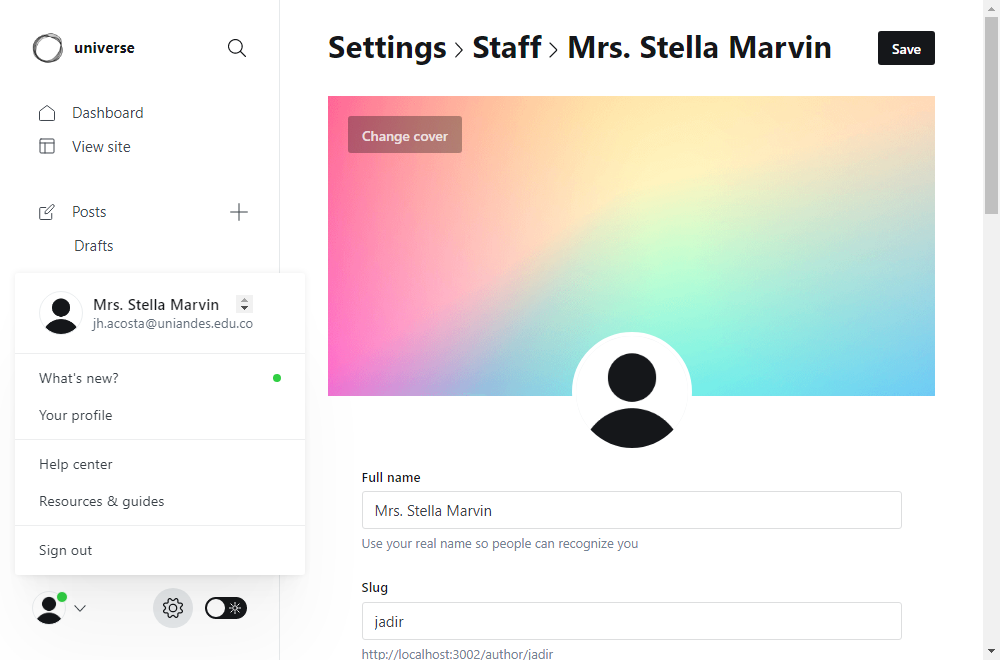 universe
Dashboard
View site
Posts
Drafts
Mrs. Stella Marvin
jh.acosta@uniandes.edu.co
What's new?
Your profile
Help center
Resources & guides
Sign out
Settings > Staff > Mrs. Stella Marvin
Save
Change cover
Full name
Mrs. Stella Marvin
Use your real name so people can recognize you
Slug
jadir
http://localhost:3002/author/jadir